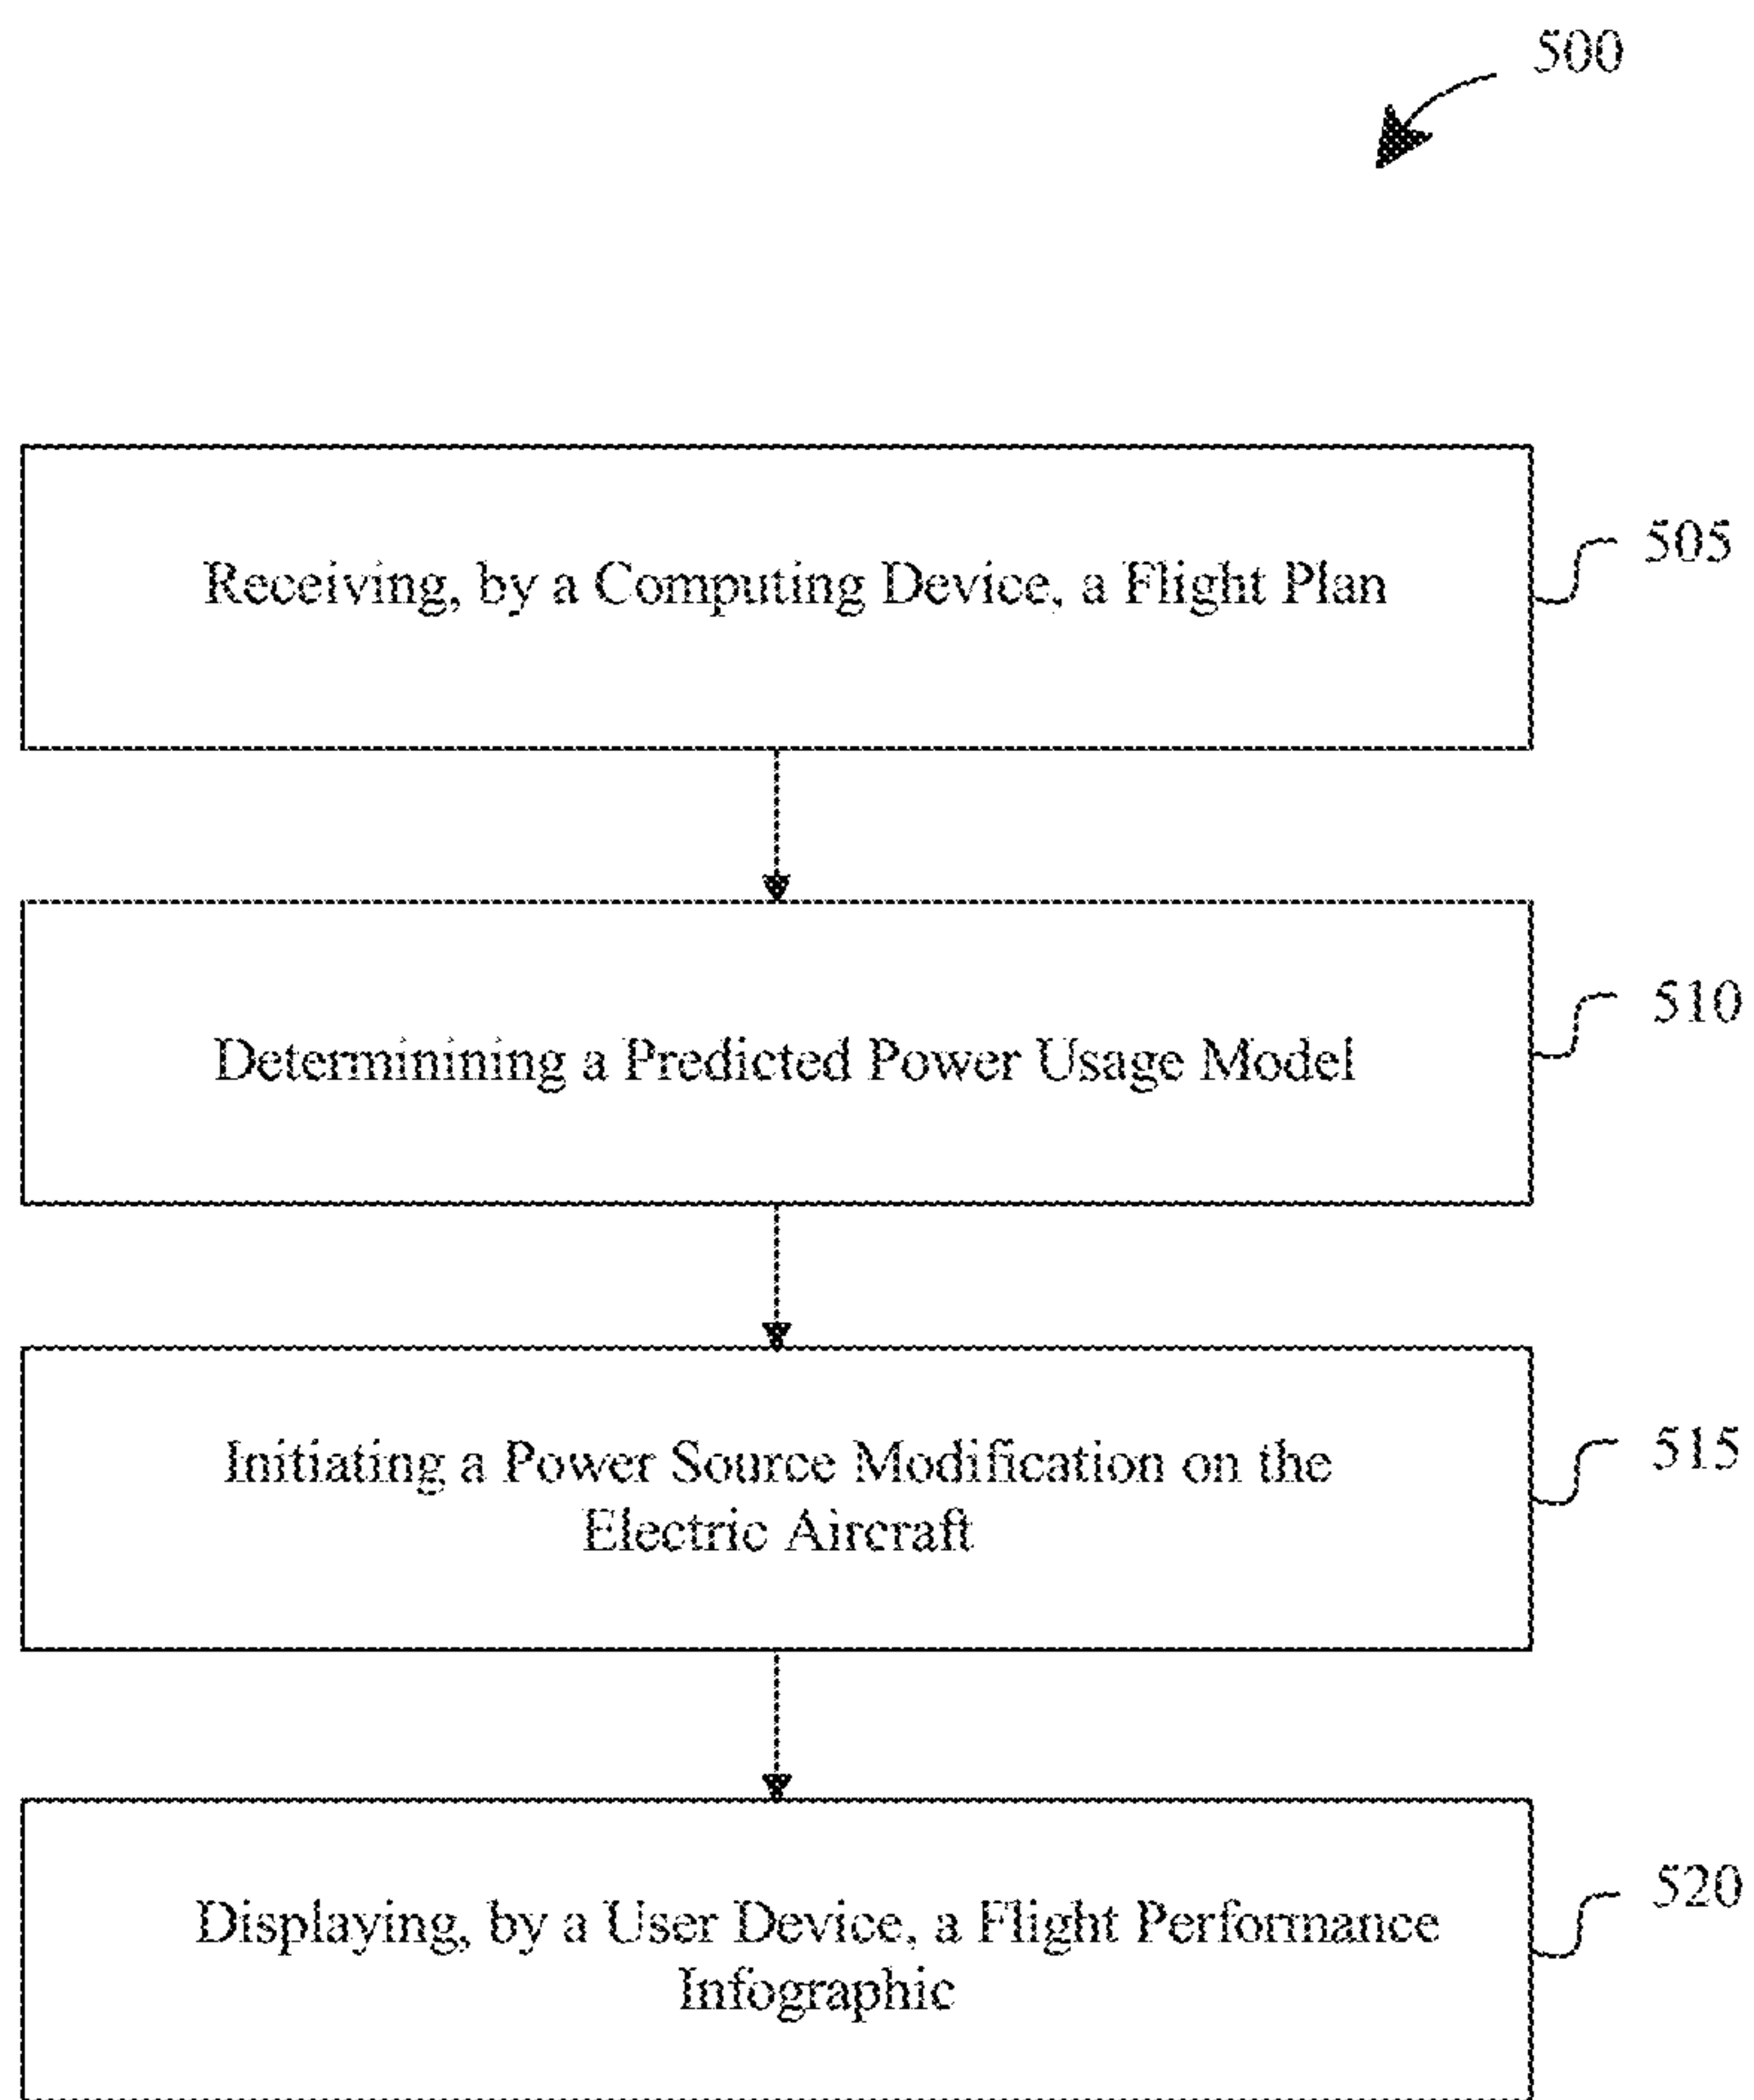 500
Receiving, by a Computing Device, a Flight Plan
505
Determinining a Predicted Power Usage Model
510
Initiating a Power Source Modification on the
Electric Aircraft
515
Displaying, by a User Device, a Flight Performance
Infographic
520